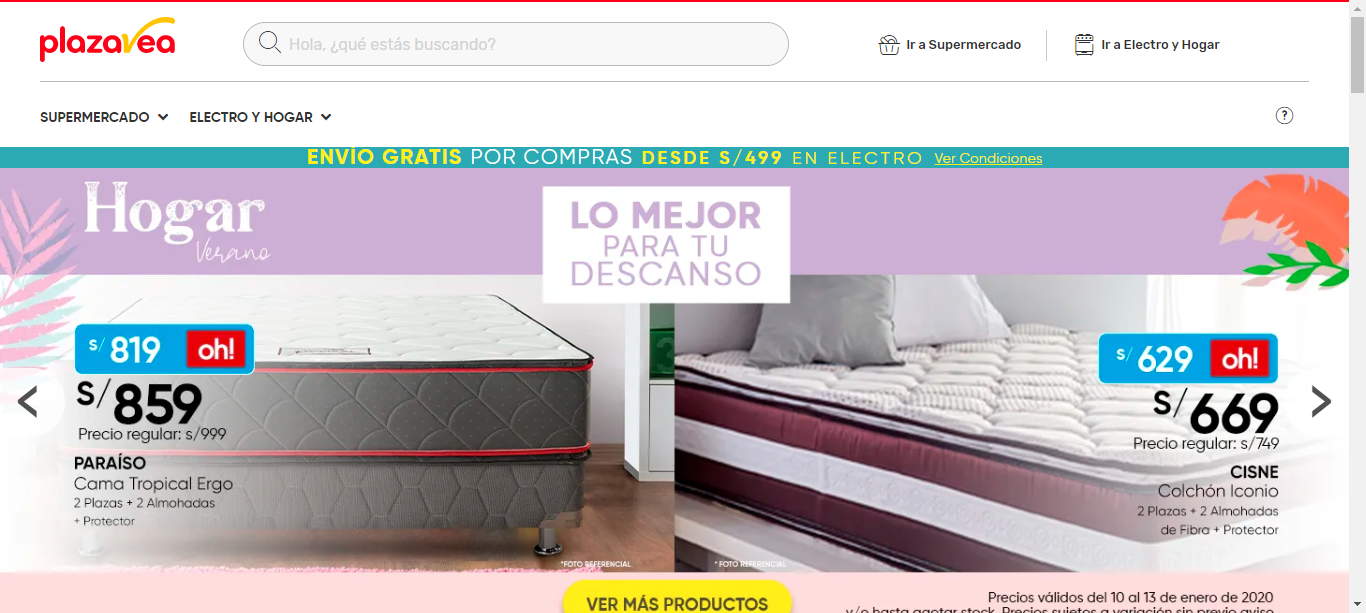 plazavea
Hola, ¿qué estás buscando?
Ir a Supermercado
Ir a Electro y Hogar
SUPERMERCADO
ELECTRO Y HOGAR
?
ENVÍO GRATIS POR COMPRAS DESDE S/499 EN ELECTRO Ver Condiciones
Hogar
Verano
LO MEJOR
PARA TU
DESCANSO
S/ 819 oh!
S/859
Precio regular: s/999
PARAÍSO
Cama Tropical Ergo
2 Plazas + 2 Almohadas
+ Protector
*FOTO REFERENCIAL
S/ 629 oh!
S/669
Precio regular: s/749
CISNE
Colchón Iconio
2 Plazas + 2 Almohadas
de Fibra + Protector
* FOTO REFERENCIAL
VER MÁS PRODUCTOS
Precios válidos del 10 al 13 de enero de 2020
y/o hasta agotar stock. Precios sujetos a variación sin previo aviso